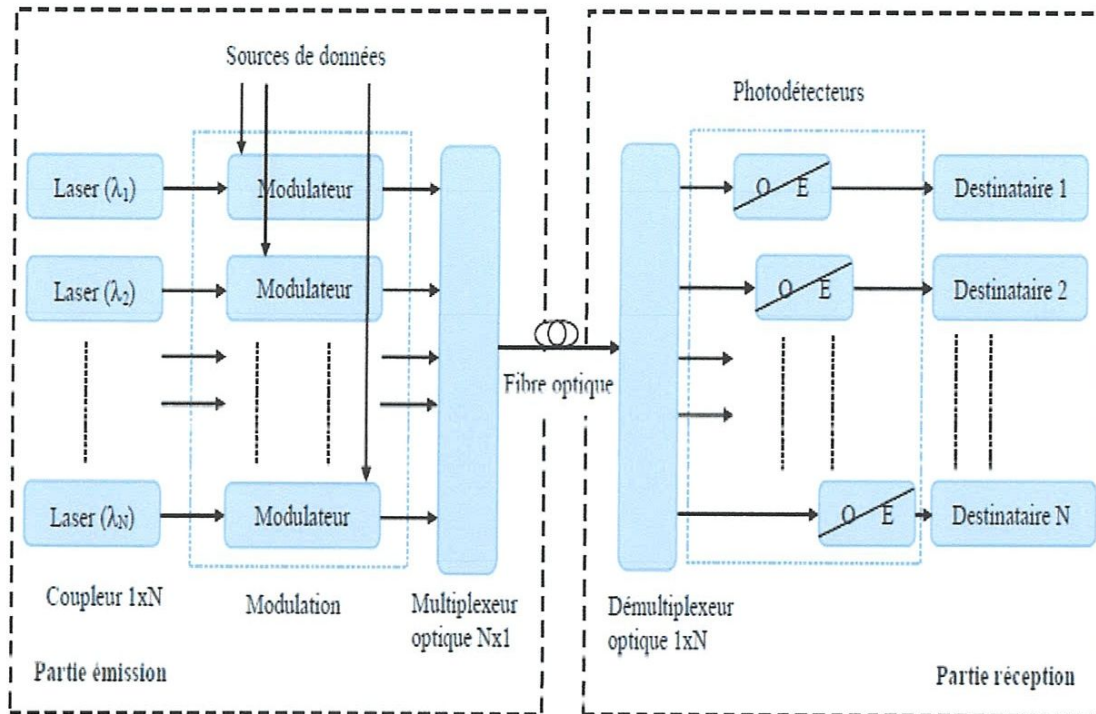 Sources de données
Photodétecteurs
Laser (λ1)
Modulateur
O E
Destinataire 1
Laser (λ2)
Modulateur
O E
Destinataire 2
Fibre optique
Laser (λN)
Modulateur
O E
Destinataire N
Coupleur 1xN
Modulation
Multiplexeur
optique Nx1
Démultiplexeur
optique 1xN
Partie émission
Partie réception